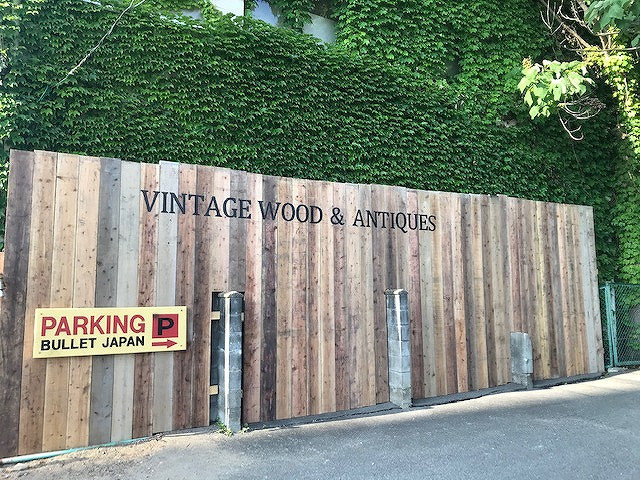 VINTAGE WOOD & ANTIQUES
PARKING P
BULLET JAPAN